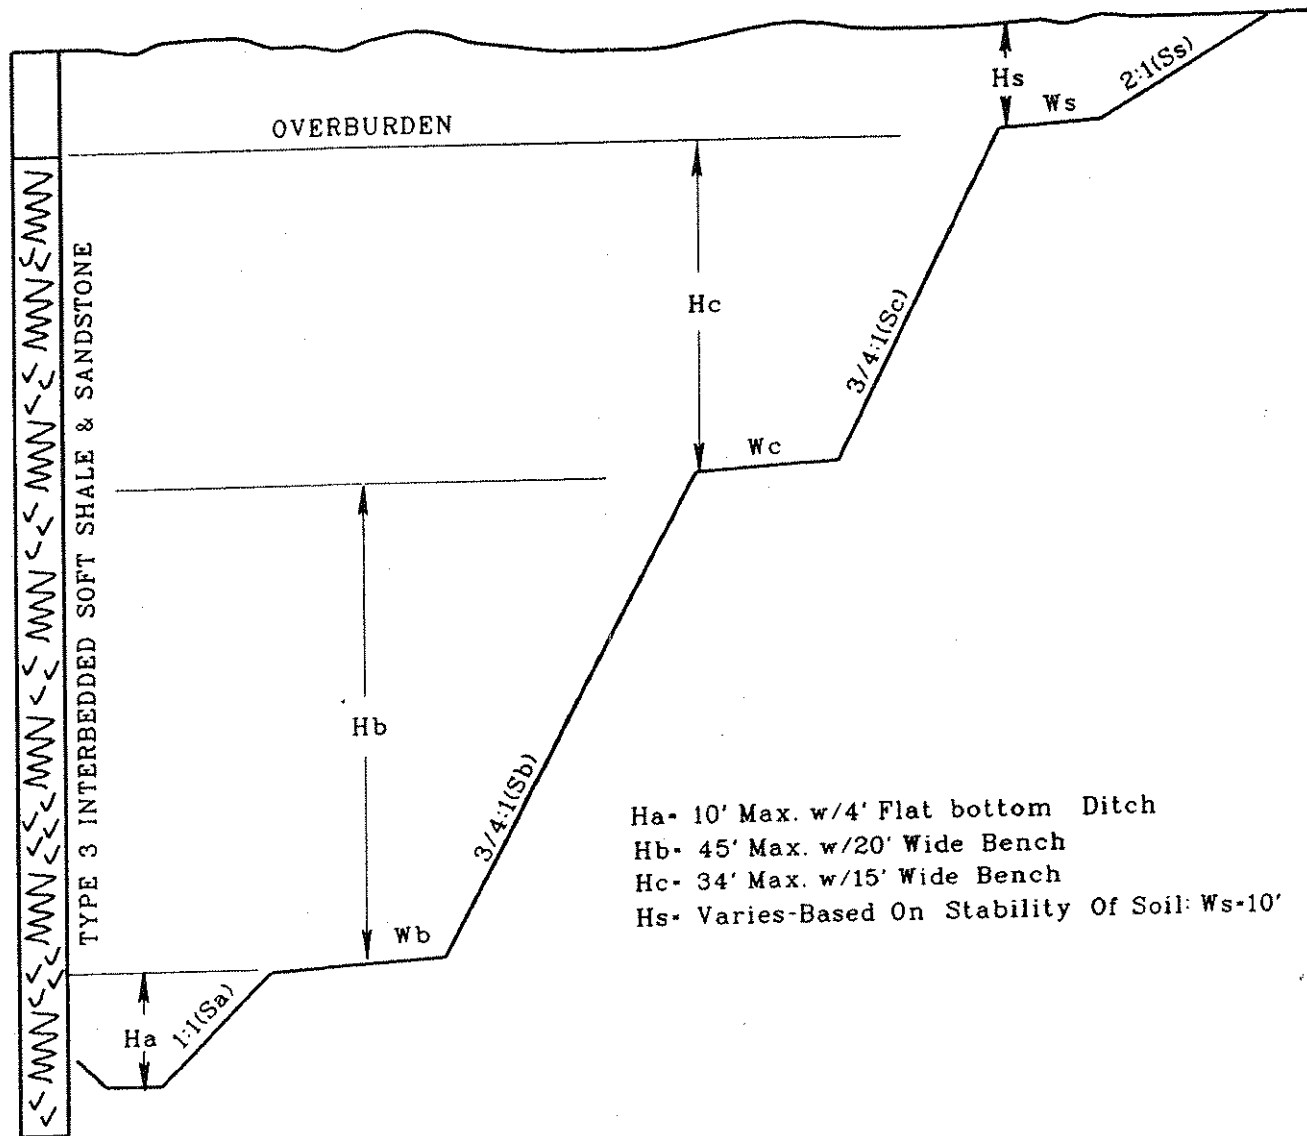 Hs
Ws
2:1(Ss)
OVERBURDEN
TYPE 3 INTERBEDDED SOFT SHALE & SANDSTONE
Hc
3/4:1(Sc)
Wc
Hb
3/4:1(Sb)
Ha- 10' Max. w/4' Flat bottom Ditch
Hb- 45' Max. w/20' Wide Bench
Hc- 34' Max. w/15' Wide Bench
Hs- Varies-Based On Stability Of Soil: Ws-10'
Wb
1:1(Sa)
Ha